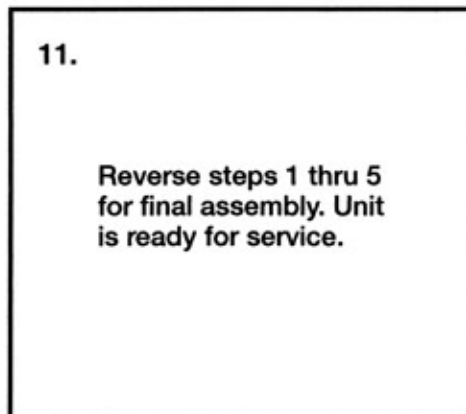 11.
Reverse steps 1 thru 5
for final assembly. Unit
is ready for service.